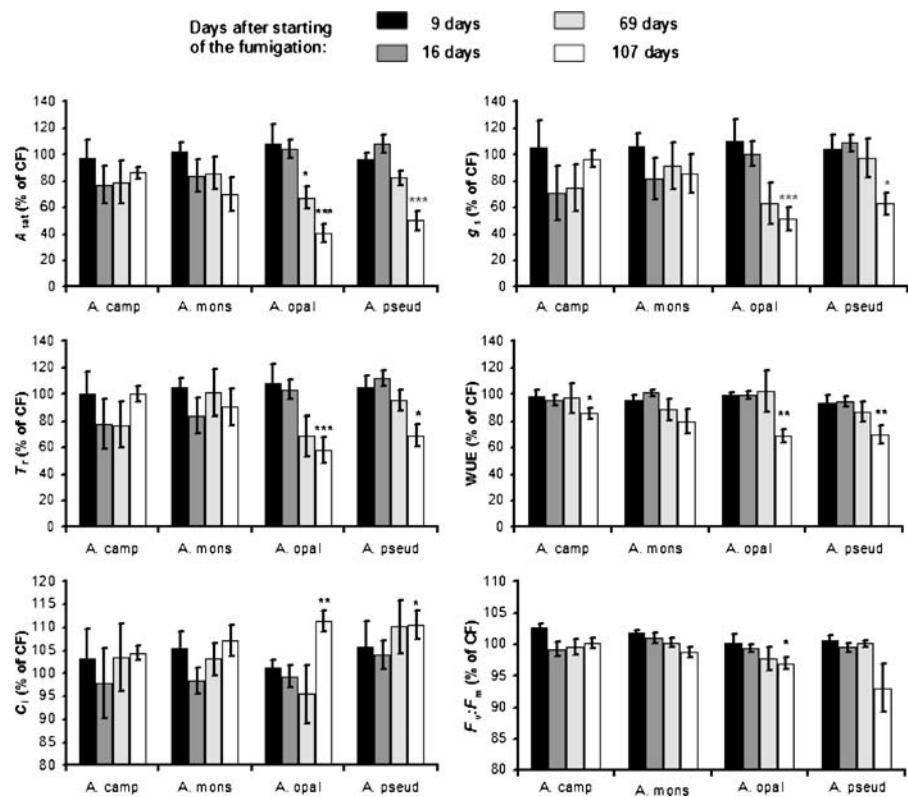 Days after starting
of the fumigation:
9 days
69 days
16 days
107 days
A sat (% of CF)
140
120
100
80
60
40
20
0
*
***
***
A. camp
A. mons
A. opal
A. pseud
g s (% of CF)
140
120
100
80
60
40
20
0
***
*
A. camp
A. mons
A. opal
A. pseud
T r (% of CF)
140
120
100
80
60
40
20
0
***
*
A. camp
A. mons
A. opal
A. pseud
WUE (% of CF)
140
120
100
80
60
40
20
0
*
**
**
A. camp
A. mons
A. opal
A. pseud
C i (% of CF)
120
115
110
105
100
95
90
85
80
**
*
A. camp
A. mons
A. opal
A. pseud
F v:F m (% of CF)
110
105
100
95
90
85
80
*
A. camp
A. mons
A. opal
A. pseud